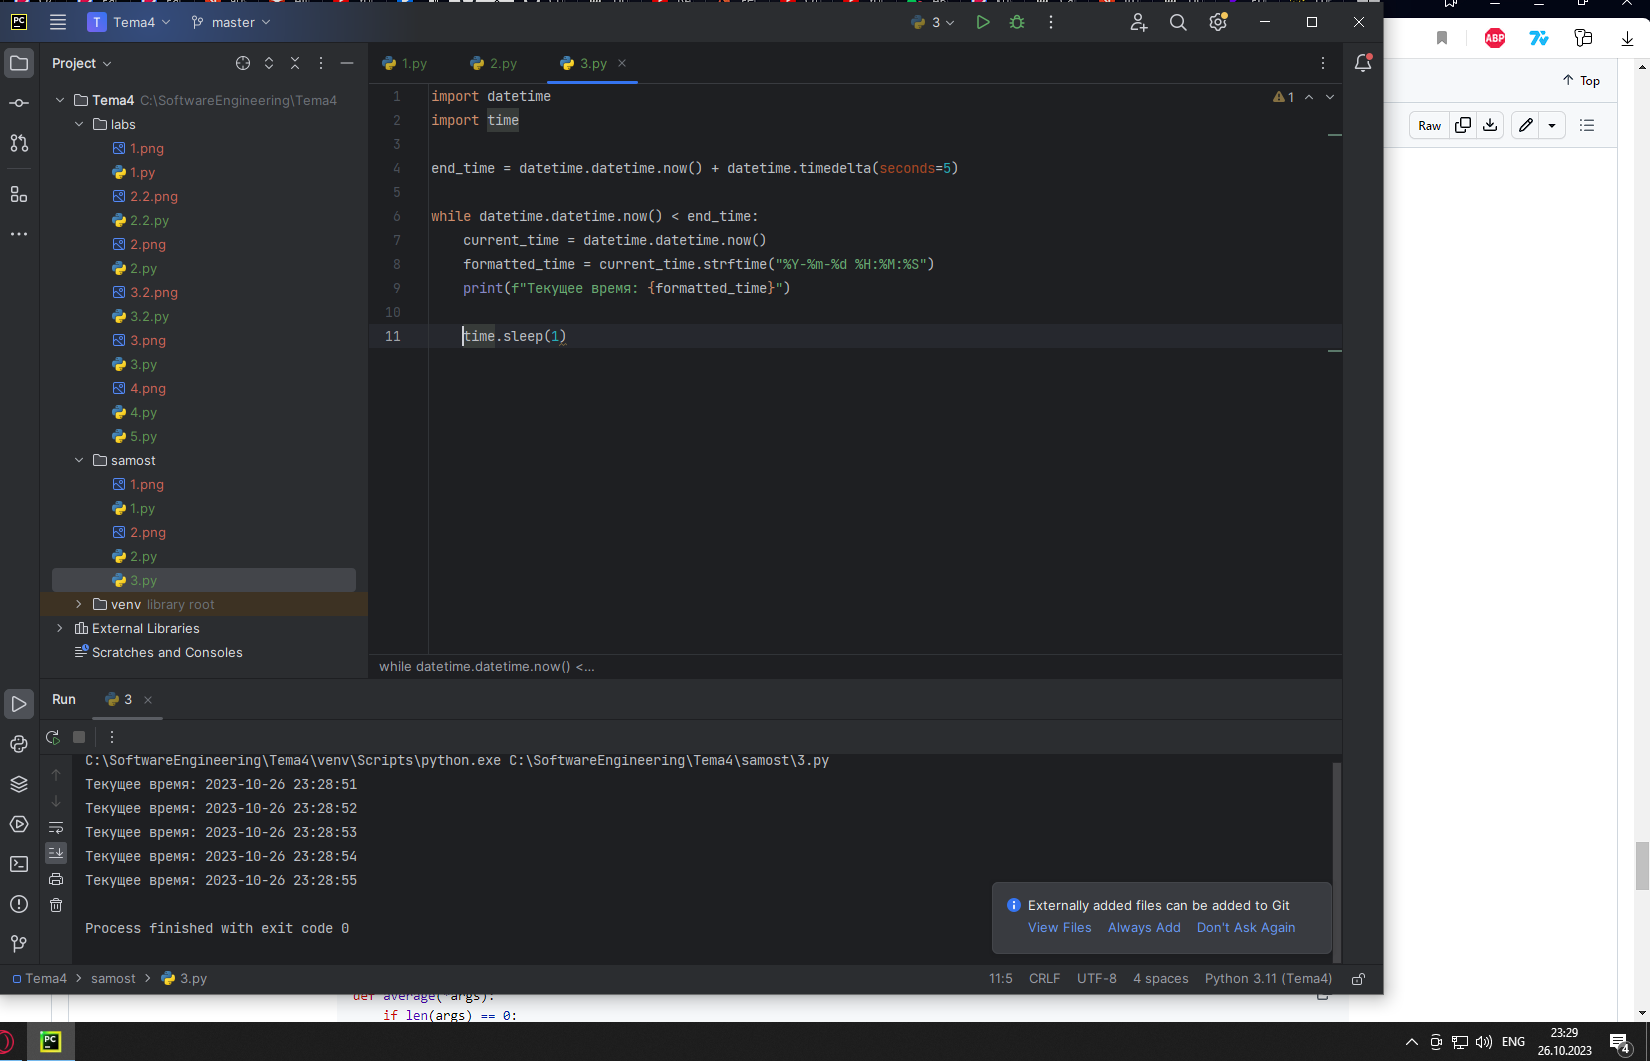 PC T Tema4 master 3
ABP
Project
1.py 2.py 3.py
Top
Tema4 C:\SoftwareEngineering\Tema4
labs
1.png
1.py
2.2.png
2.2.py
2.png
2.py
3.2.png
3.2.py
3.png
3.py
4.png
4.py
5.py
samost
1.png
1.py
2.png
2.py
3.py
venv library root
External Libraries
Scratches and Consoles
1 import datetime
2 import time
3
4 end_time = datetime.datetime.now() + datetime.timedelta(seconds=5)
5
6 while datetime.datetime.now() < end_time:
7 current_time = datetime.datetime.now()
8 formatted_time = current_time.strftime("%Y-%m-%d %H:%M:%S")
9 print(f"Текущее время: {formatted_time}")
10
11 time.sleep(1)
1
Raw
while datetime.datetime.now() <...
Run 3
C:\SoftwareEngineering\Tema4\venv\Scripts\python.exe C:\SoftwareEngineering\Tema4\samost\3.py
Текущее время: 2023-10-26 23:28:51
Текущее время: 2023-10-26 23:28:52
Текущее время: 2023-10-26 23:28:53
Текущее время: 2023-10-26 23:28:54
Текущее время: 2023-10-26 23:28:55
Process finished with exit code 0
Externally added files can be added to Git
View Files Always Add Don't Ask Again
Tema4 samost 3.py
11:5 CRLF UTF-8 4 spaces Python 3.11 (Tema4)
def average(*args):
if len(args) == 0:
PC
ENG
23:29
26.10.2023
4